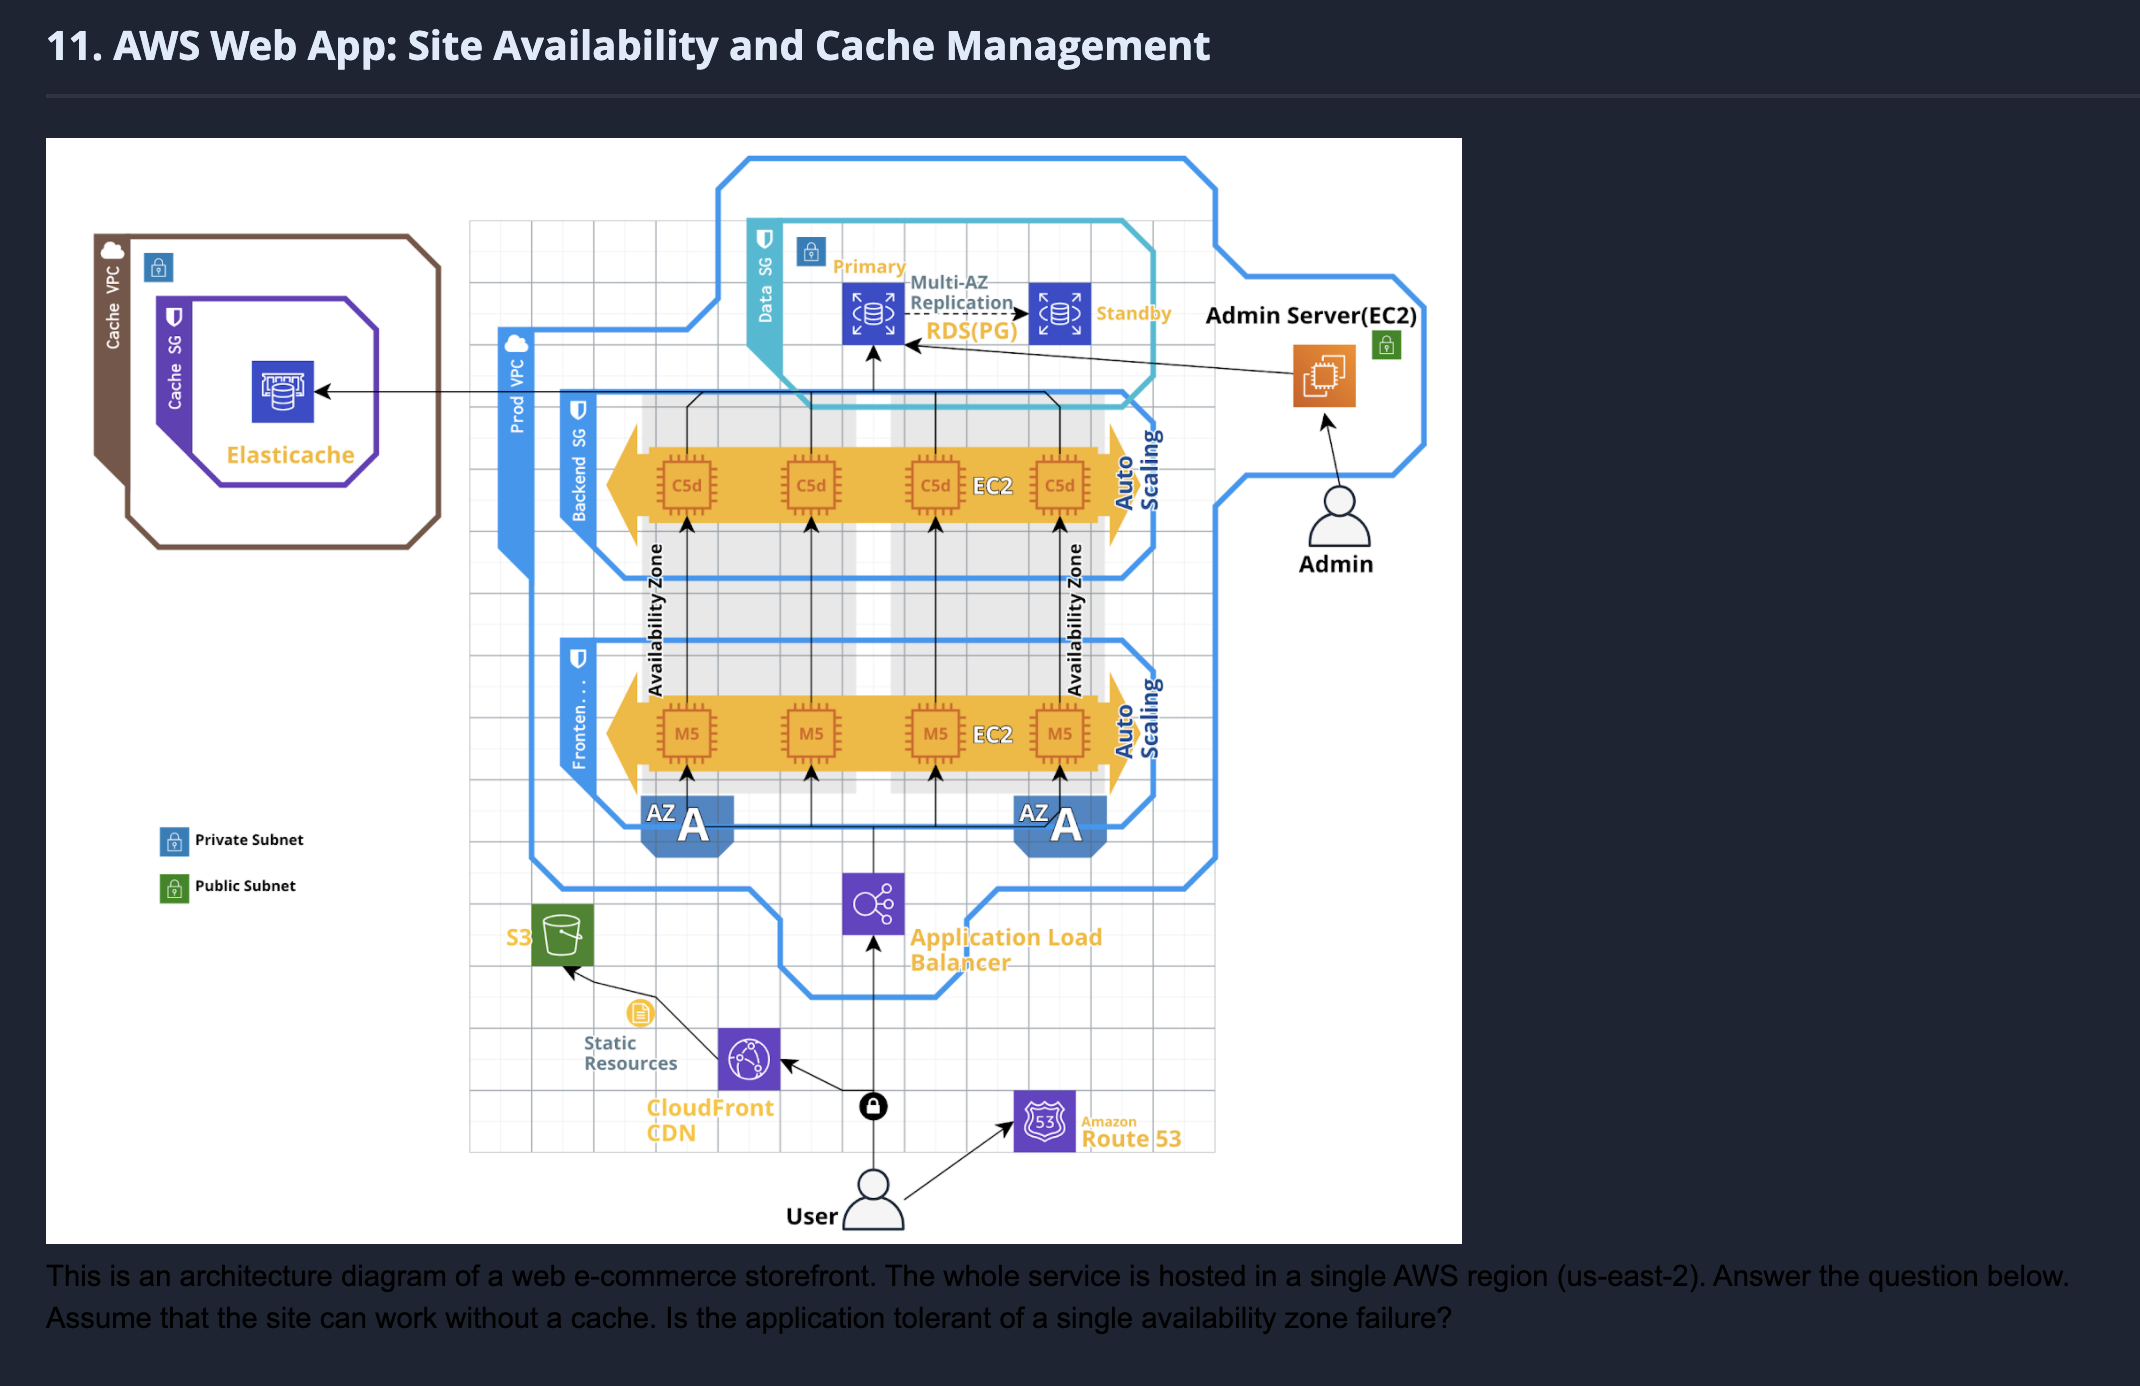 11. AWS Web App: Site Availability and Cache Management
Cache VPC
Cache SG
Elasticache
Prod VPC
Data SG
Primary
Multi-AZ
Replication
RDS(PG)
Standby
Admin Server(EC2)
Admin
Backend SG
C5d
C5d
C5d
EC2
C5d
Auto
Scaling
Availability Zone
Availability Zone
Fronten...
M5
M5
M5
EC2
M5
Auto
Scaling
AZ A
AZ A
Private Subnet
Public Subnet
S3
Application Load
Balancer
Static
Resources
CloudFront
CDN
53
Amazon
Route 53
User
This is an architecture diagram of a web e-commerce storefront. The whole service is hosted in a single AWS region (us-east-2). Answer the question below.
Assume that the site can work without a cache. Is the application tolerant of a single availability zone failure?